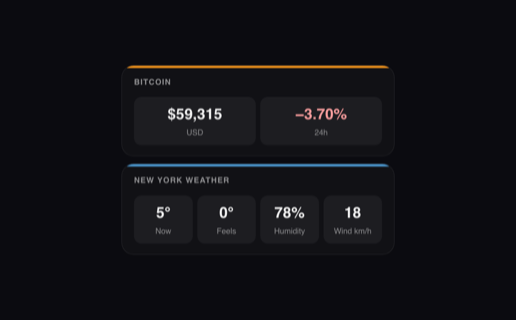 BITCOIN
$59,315 −3.70%
USD 24h
NEW YORK WEATHER
5° 0° 78% 18
Now Feels Humidity Wind km/h